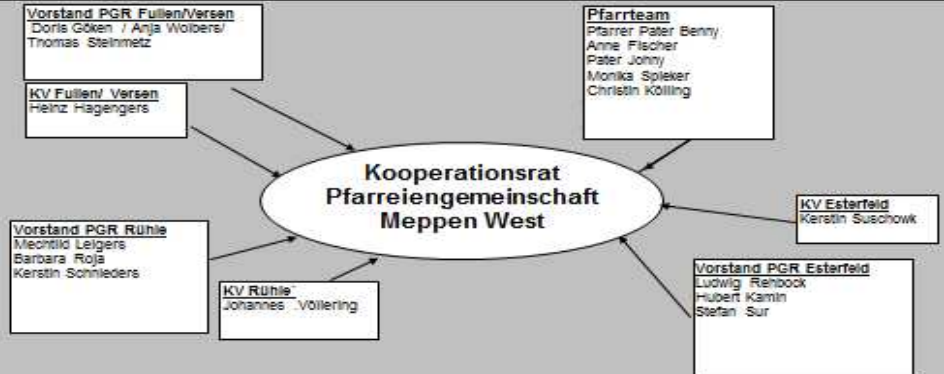 Vorstand PGR Fullen/Versen
Doris Göken / Anja Wolbers/
Thomas Steinmetz
KV Fullen/ Versen
Heinz Hagengers
Pfarrteam
Pfarrer Pater Benny
Anne Fischer
Pater Johny
Monika Spieker
Christin Kölling
Kooperationsrat
Pfarreiengemeinschaft
Meppen West
KV Esterfeld
Kerstin Suschowk
Vorstand PGR Rühle
Mechtild Leigers
Barbara Roja
Kerstin Schnieders
KV Rühle
Johannes Völlering
Vorstand PGR Esterfeld
Ludwig Rehbock
Hubert Kamin
Stefan Sur